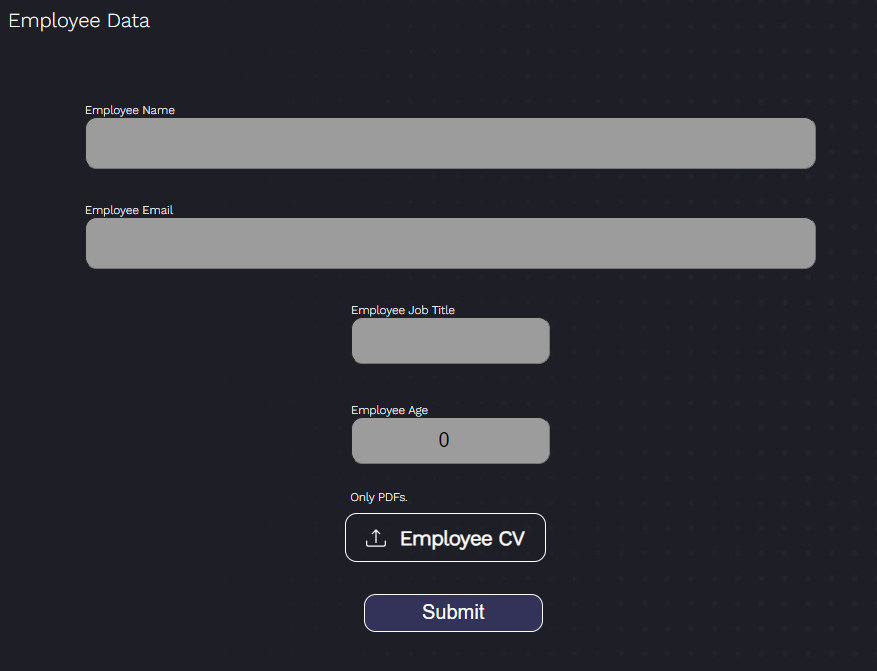 Employee Data
Employee Name
Employee Email
Employee Job Title
Employee Age
0
Only PDFs.
Employee CV
Submit